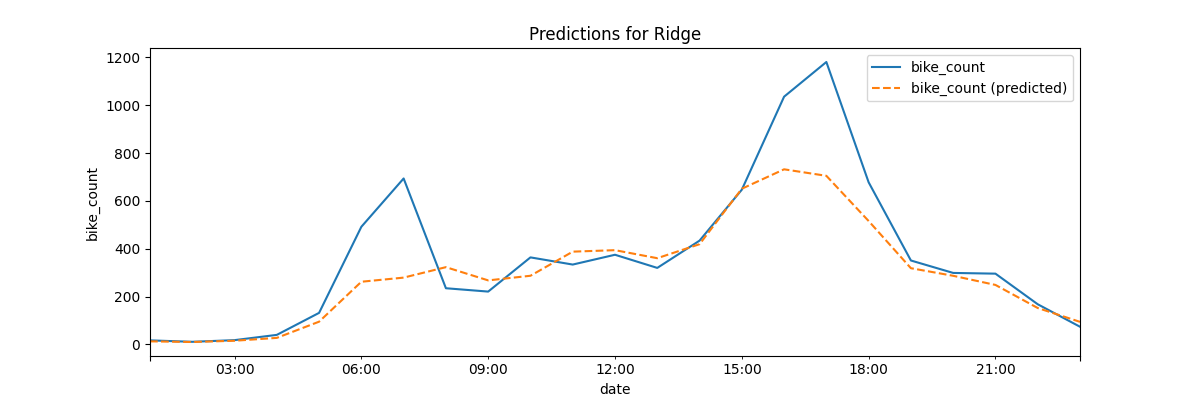 Predictions for Ridge
1200
1000
800
600
400
200
0
bike_count
bike_count
bike_count (predicted)
03:00 06:00 09:00 12:00 15:00 18:00 21:00
date